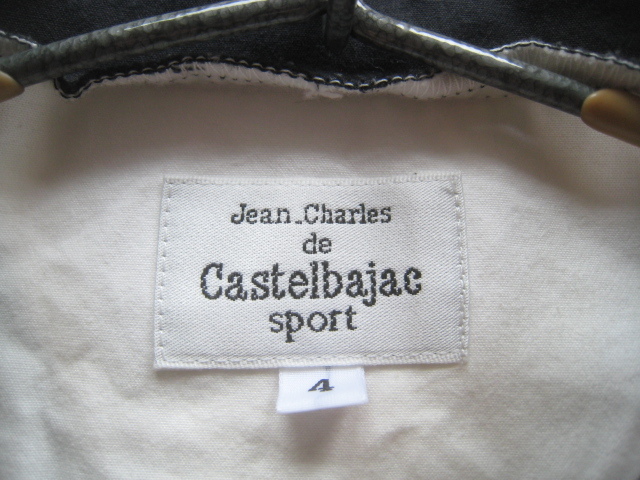 Jean-Charles
de
Castelbajac
sport
4